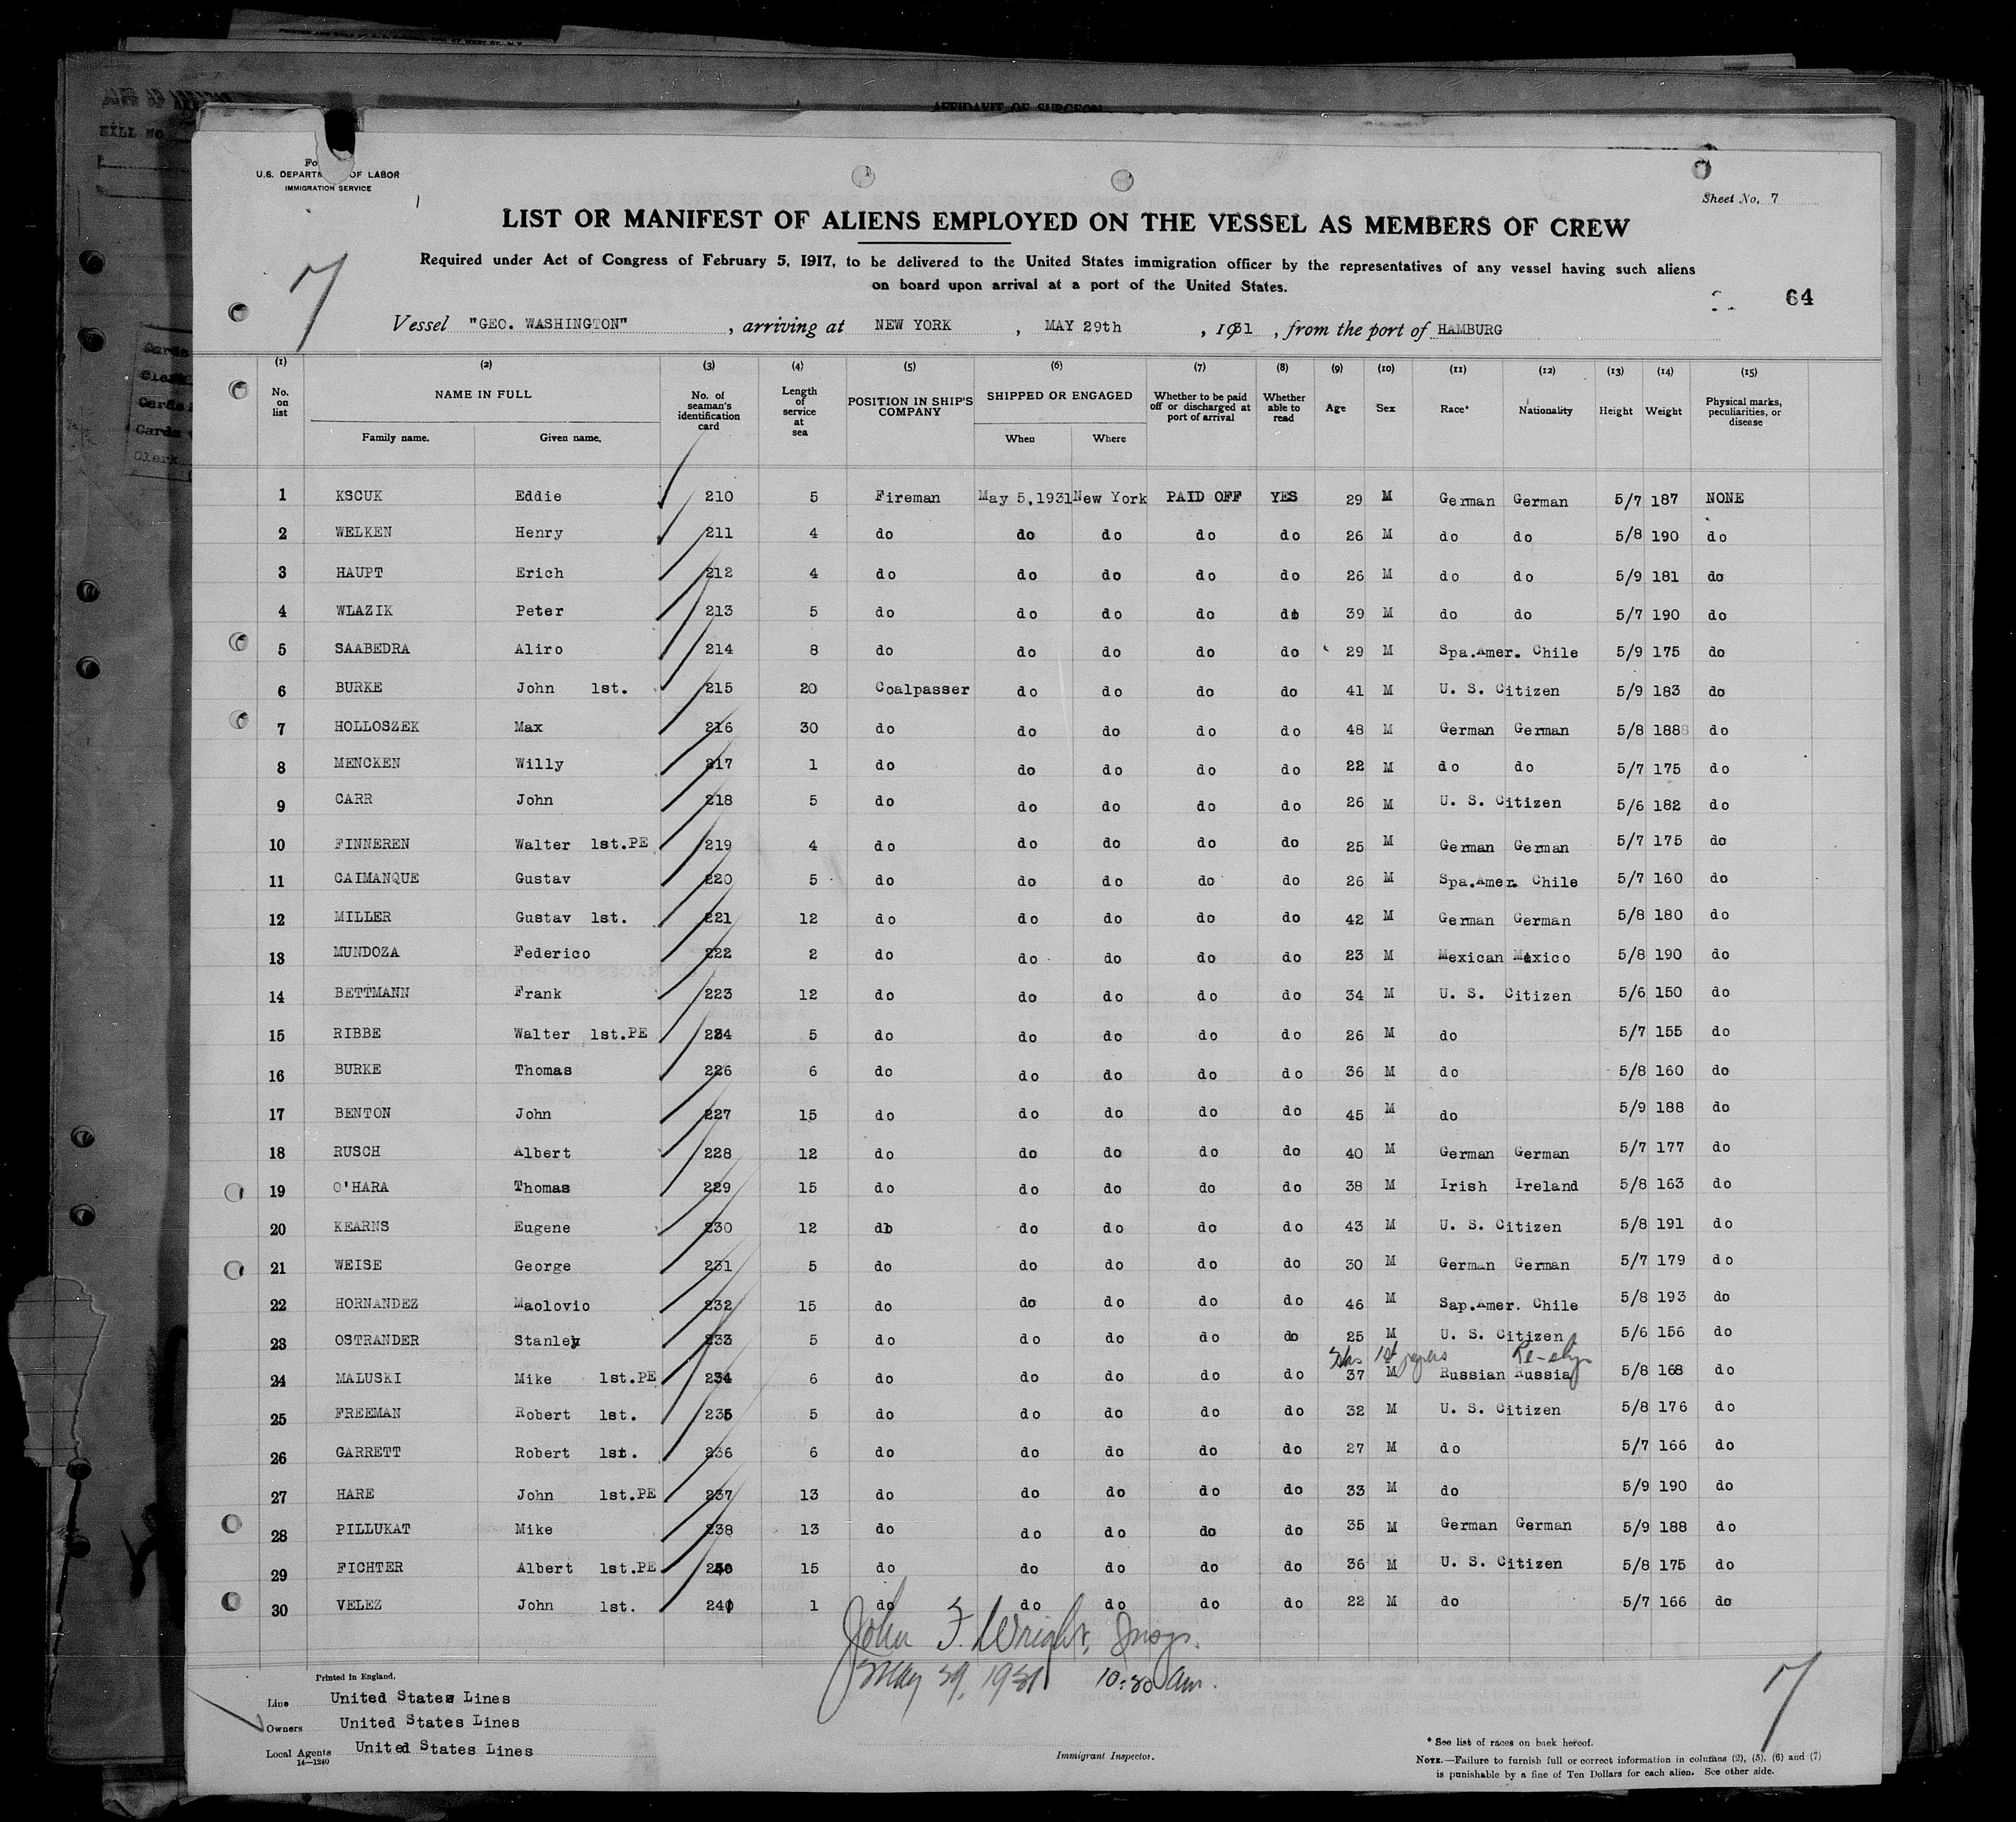 AFFIDAVIT OF SURGEON
U.S. DEPARTM OF LABOR
IMMIGRATION SERVICE
Sheet No. 7
LIST OR MANIFEST OF ALIENS EMPLOYED ON THE VESSEL AS MEMBERS OF CREW
Required under Act of Congress of February 5, 1917, to be delivered to the United States immigration officer by the representatives of any vessel having such aliens
on board upon arrival at a port of the United States.
7
64
Vessel "GEO. WASHINGTON", arriving at NEW YORK, MAY 29th, 1931, from the port of HAMBURG
(1) (2) (3) (4) (5) (6) (7) (8) (9) (10) (11) (12) (13) (14) (15)
No. on list NAME IN FULL No. of seaman's identification card Length of service at sea POSITION IN SHIP'S COMPANY SHIPPED OR ENGAGED Whether to be paid off or discharged at port of arrival Whether able to read Age Sex Race* Nationality Height Weight Physical marks, peculiarities, or disease
Family name. Given name. When Where
1 KSCUK Eddie 210 5 Fireman May 5,1931 New York PAID OFF YES 29 M German German 5/7 187 NONE
2 WELKEN Henry 211 4 do do do do do 26 M do do 5/8 190 do
3 HAUPT Erich 212 4 do do do do do 26 M do do 5/9 181 do
4 WLAZIK Peter 213 5 do do do do do 39 M do do 5/7 190 do
5 SAABEDRA Aliro 214 8 do do do do do 29 M Spa.Amer. Chile 5/9 175 do
6 BURKE John 1st. 215 20 Coalpasser do do do do 41 M U. S. Citizen 5/9 183 do
7 HOLLOSZEK Max 216 30 do do do do do 48 M German German 5/8 188 do
8 MENCKEN Willy 217 1 do do do do do 22 M do do 5/7 175 do
9 CARR John 218 5 do do do do do 26 M U. S. Citizen 5/6 182 do
10 FINNEREN Walter 1st.PE 219 4 do do do do do 25 M German German 5/7 175 do
11 CAIMANQUE Gustav 220 5 do do do do do 26 M Spa.Amer. Chile 5/7 160 do
12 MILLER Gustav 1st. 221 12 do do do do do 42 M German German 5/8 180 do
13 MUNDOZA Federico 222 2 do do do do do 23 M Mexican Mexico 5/8 190 do
14 BETTMANN Frank 223 12 do do do do do 34 M U. S. Citizen 5/6 150 do
15 RIBBE Walter 1st.PE 224 5 do do do do do 26 M do 5/7 155 do
16 BURKE Thomas 226 6 do do do do do 36 M do 5/8 160 do
17 BENTON John 227 15 do do do do do 45 M do 5/9 188 do
18 RUSCH Albert 228 12 do do do do do 40 M German German 5/7 177 do
19 O'HARA Thomas 229 15 do do do do do 38 M Irish Ireland 5/8 163 do
20 KEARNS Eugene 230 12 do do do do do 43 M U. S. Citizen 5/8 191 do
21 WEISE George 231 5 do do do do do 30 M German German 5/7 179 do
22 HORNANDEZ Maolovio 232 15 do do do do do 46 M Sap.Amer. Chile 5/8 193 do
23 OSTRANDER Stanley 233 5 do do do do do 25 M U. S. Citizen 5/6 156 do
1st papers
24 MALUSKI Mike 1st.PE 234 6 do do do do do 37 M Russian Russia 5/8 168 do
25 FREEMAN Robert 1st. 235 5 do do do do do 32 M U. S. Citizen 5/8 176 do
26 GARRETT Robert 1st. 236 6 do do do do do 27 M do 5/7 166 do
27 HARE John 1st.PE 237 13 do do do do do 33 M do 5/9 190 do
28 PILLUKAT Mike 238 13 do do do do do 35 M German German 5/9 188 do
29 FICHTER Albert 1st.PE 15 do do do do do 36 M U. S. Citizen 5/8 175 do
30 VELEZ John 1st. 241 1 do do do do do 22 M do 5/7 166 do
John F. Wright, Insp.
May 29, 1931 10:30 am.
7
Printed in England.
Line United States Lines
Owners United States Lines
Local Agents United States Lines
14—1240
Immigrant Inspector.
* See list of races on back hereof.
NOTE.—Failure to furnish full or correct information in columns (2), (5), (6) and (7)
is punishable by a fine of Ten Dollars for each alien. See other side.